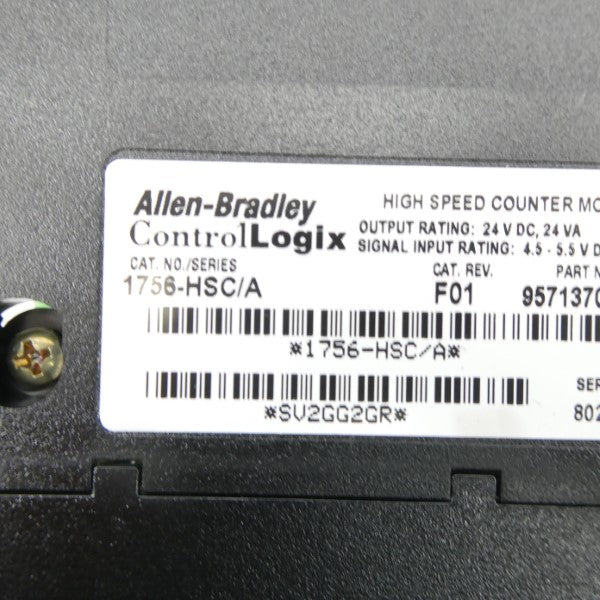 Allen-Bradley
HIGH SPEED COUNTER MO
ControlLogix
OUTPUT RATING: 24 V DC, 24 VA
SIGNAL INPUT RATING: 4.5 - 5.5 V D
CAT. NO./SERIES
CAT. REV.
PART N
1756-HSC/A
F01
9571370
*1756-HSC/A*
*SV2GG2GR*
SER
802